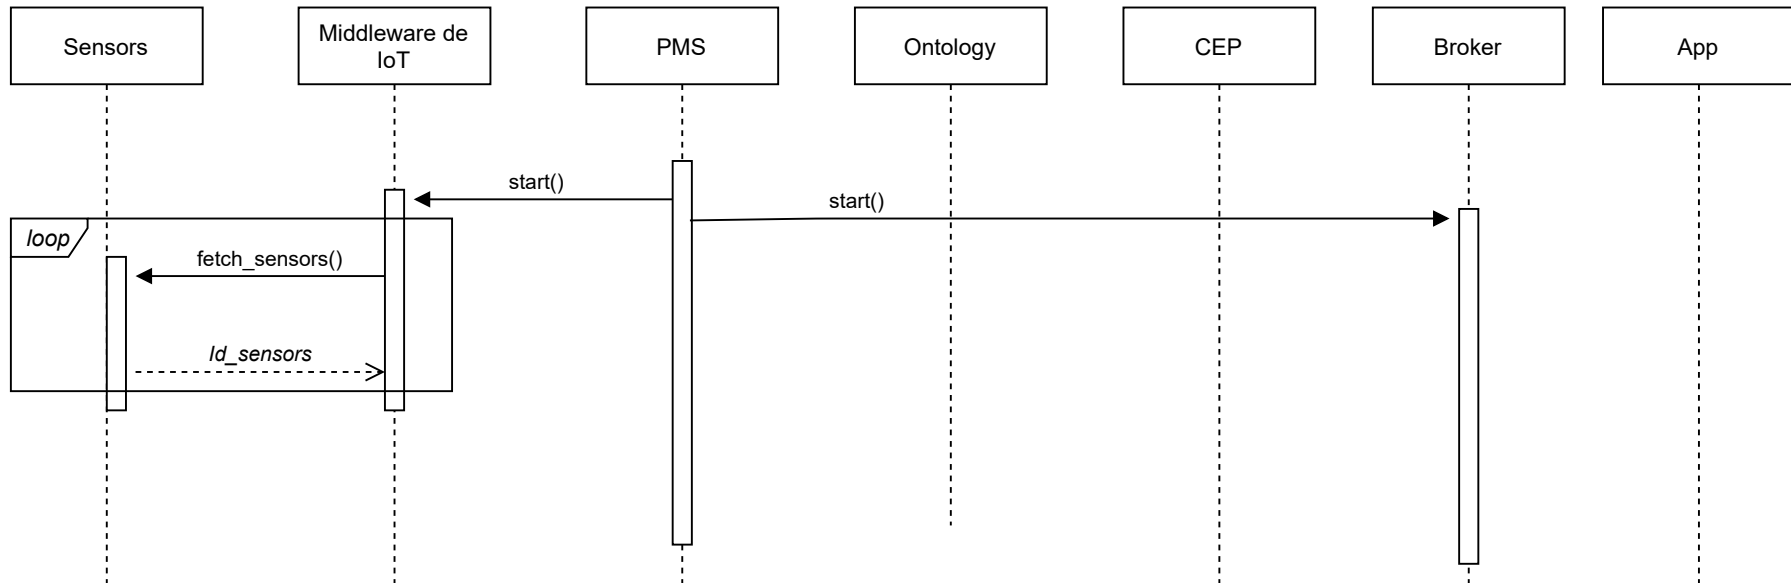 Sensors
Middleware de
IoT
PMS
Ontology
CEP
Broker
App
start()
start()
loop
fetch_sensors()
Id_sensors